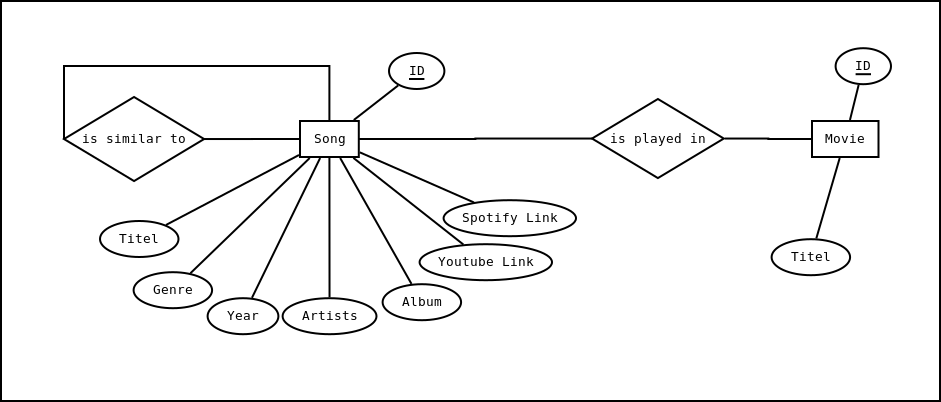 ID
ID
is similar to
Song
is played in
Movie
Spotify Link
Titel
Titel
Youtube Link
Genre
Album
Year
Artists